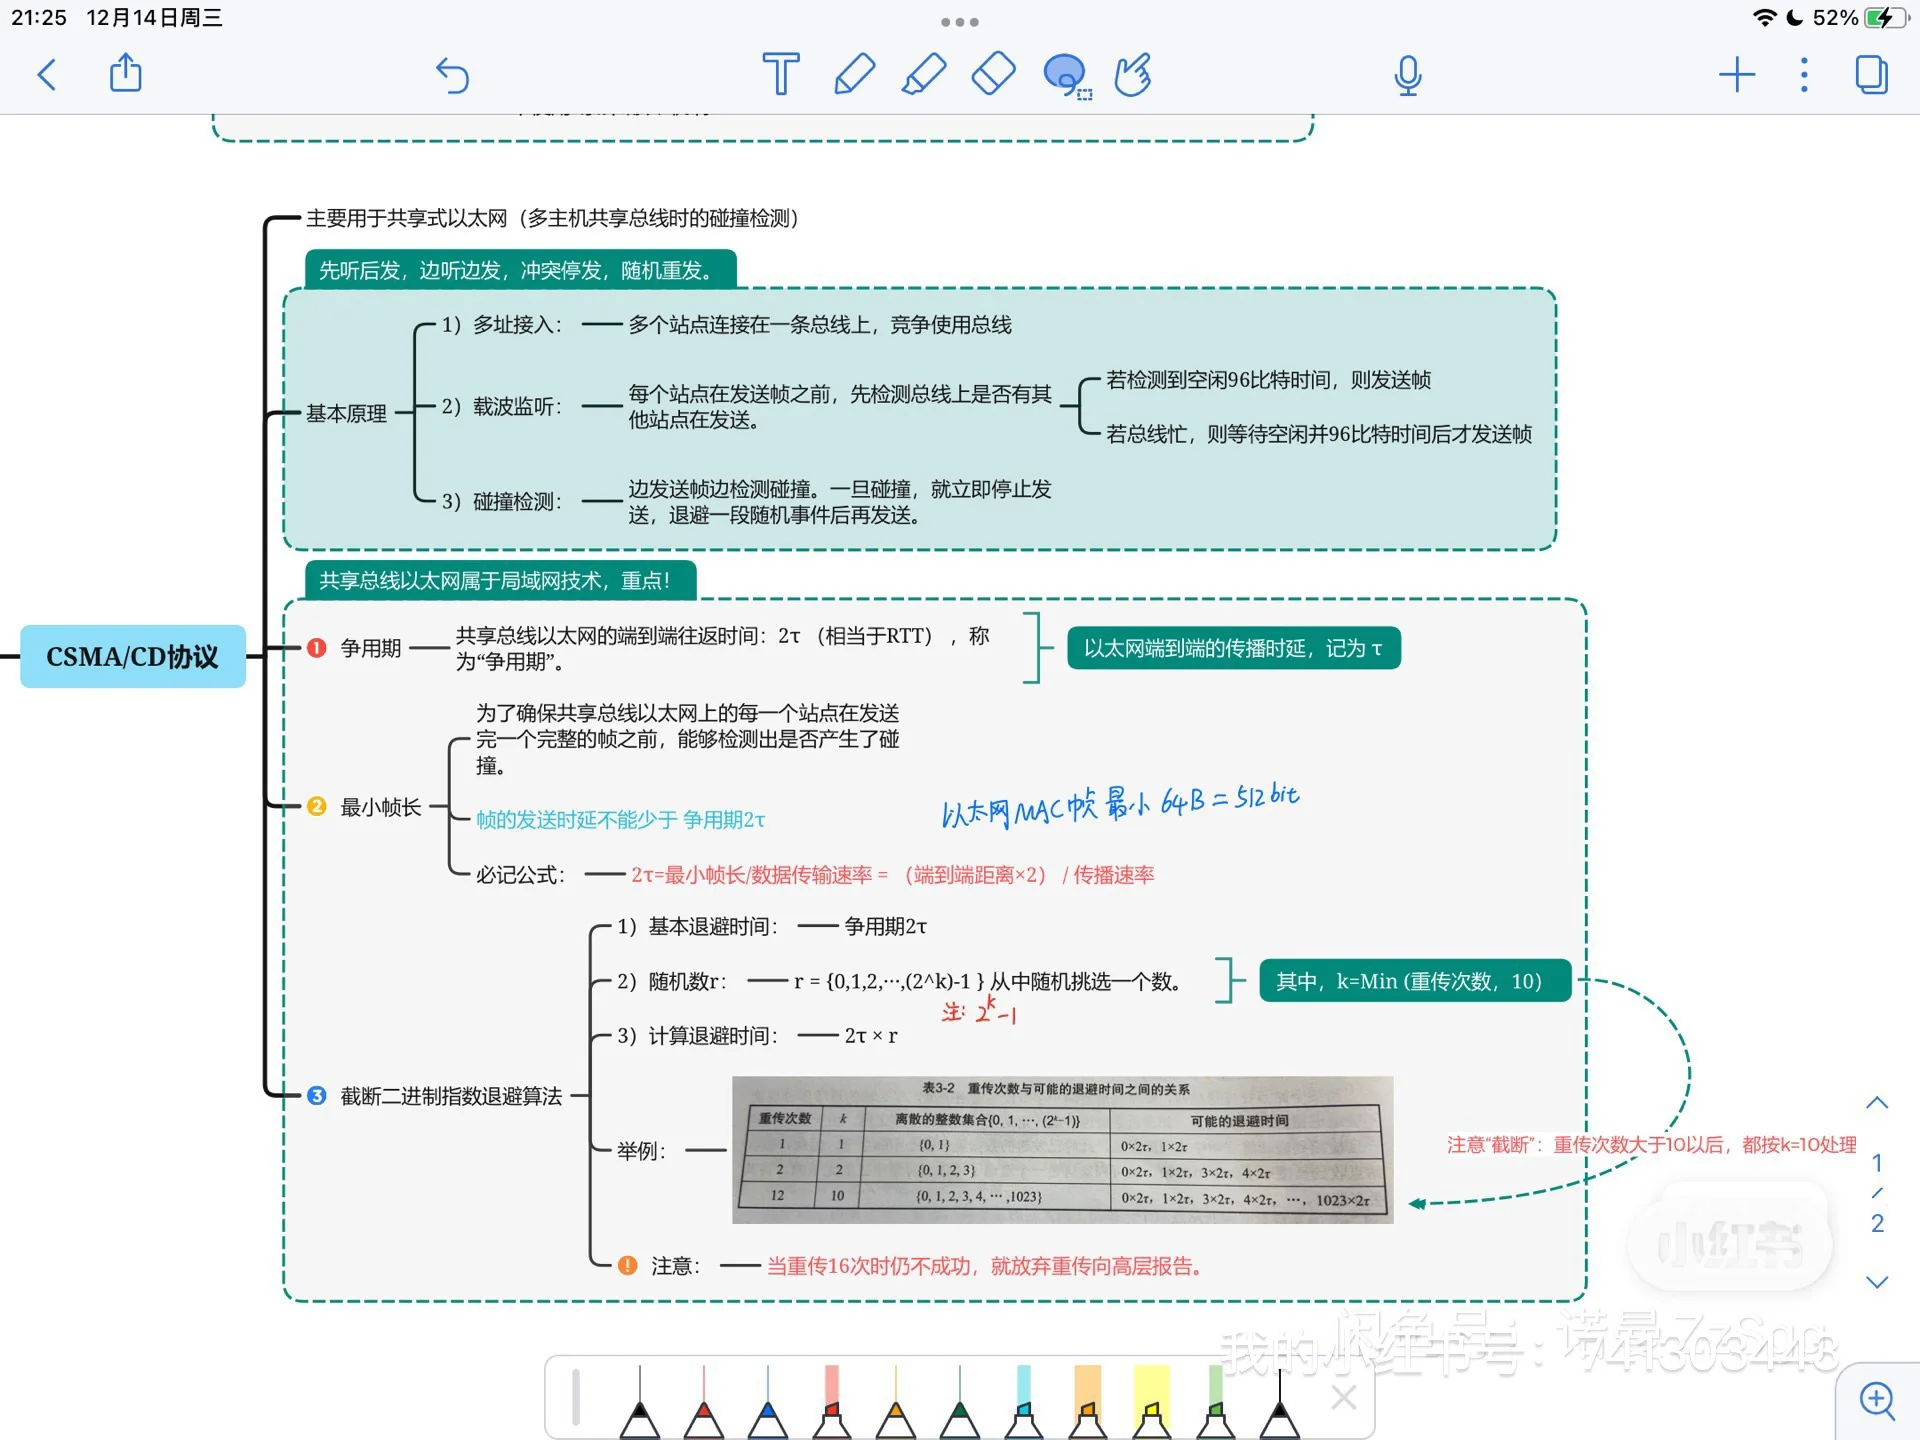 21:25 12月14日周三
52%
主要用于共享式以太网（多主机共享总线时的碰撞检测）
先听后发，边听边发，冲突停发，随机重发。
基本原理
1）多址接入：
多个站点连接在一条总线上，竞争使用总线
2）载波监听：
每个站点在发送帧之前，先检测总线上是否有其
他站点在发送。
若检测到空闲96比特时间，则发送帧
若总线忙，则等待空闲并96比特时间后才发送帧
3）碰撞检测：
边发送帧边检测碰撞。一旦碰撞，就立即停止发
送，退避一段随机事件后再发送。
共享总线以太网属于局域网技术，重点！
CSMA/CD协议
1 争用期
共享总线以太网的端到端往返时间：2τ （相当于RTT），称
为“争用期”。
以太网端到端的传播时延，记为 τ
2 最小帧长
为了确保共享总线以太网上的每一个站点在发送
完一个完整的帧之前，能够检测出是否产生了碰
撞。
帧的发送时延不能少于 争用期2τ
以太网MAC帧最小 64B = 512bit
必记公式：
2τ=最小帧长/数据传输速率 = （端到端距离×2） / 传播速率
3 截断二进制指数退避算法
1）基本退避时间：
争用期2τ
2）随机数r：
r = {0,1,2,···,(2^k)-1 } 从中随机挑选一个数。
其中，k=Min (重传次数，10）
注: 2^k-1
3）计算退避时间：
2τ × r
举例：
表3-2 重传次数与可能的退避时间之间的关系
重传次数 k 离散的整数集合{0, 1, ···, (2^k-1)} 可能的退避时间
1 1 {0, 1} 0×2τ，1×2τ
2 2 {0, 1, 2, 3} 0×2τ，1×2τ，3×2τ，4×2τ
12 10 {0, 1, 2, 3, 4, ··· ,1023} 0×2τ，1×2τ，3×2τ，4×2τ，···，1023×2τ
注意“截断”：重传次数大于10以后，都按k=10处理
! 注意：
当重传16次时仍不成功，就放弃重传向高层报告。
1
/
2
小红书
我的小红书号：741303443